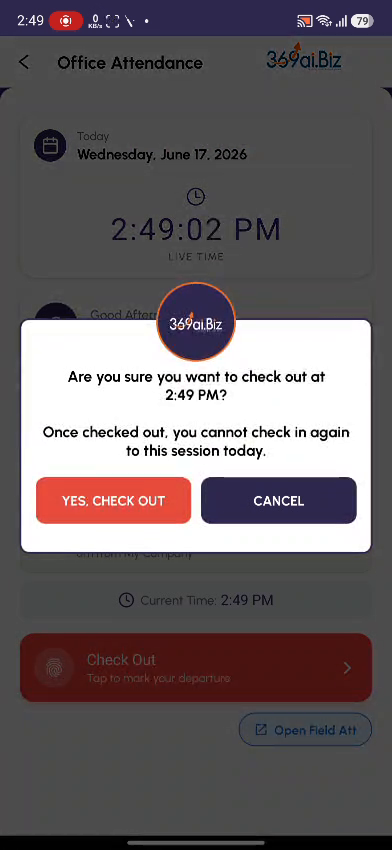 2:49
0
KB/s
79
Office Attendance
369ai.Biz
Today
Wednesday, June 17, 2026
2:49:02 PM
LIVE TIME
Good After
369ai.Biz
Are you sure you want to check out at
2:49 PM?
Once checked out, you cannot check in again
to this session today.
YES, CHECK OUT
CANCEL
from My Company
Current Time: 2:49 PM
Check Out
Tap to mark your departure
Open Field Att